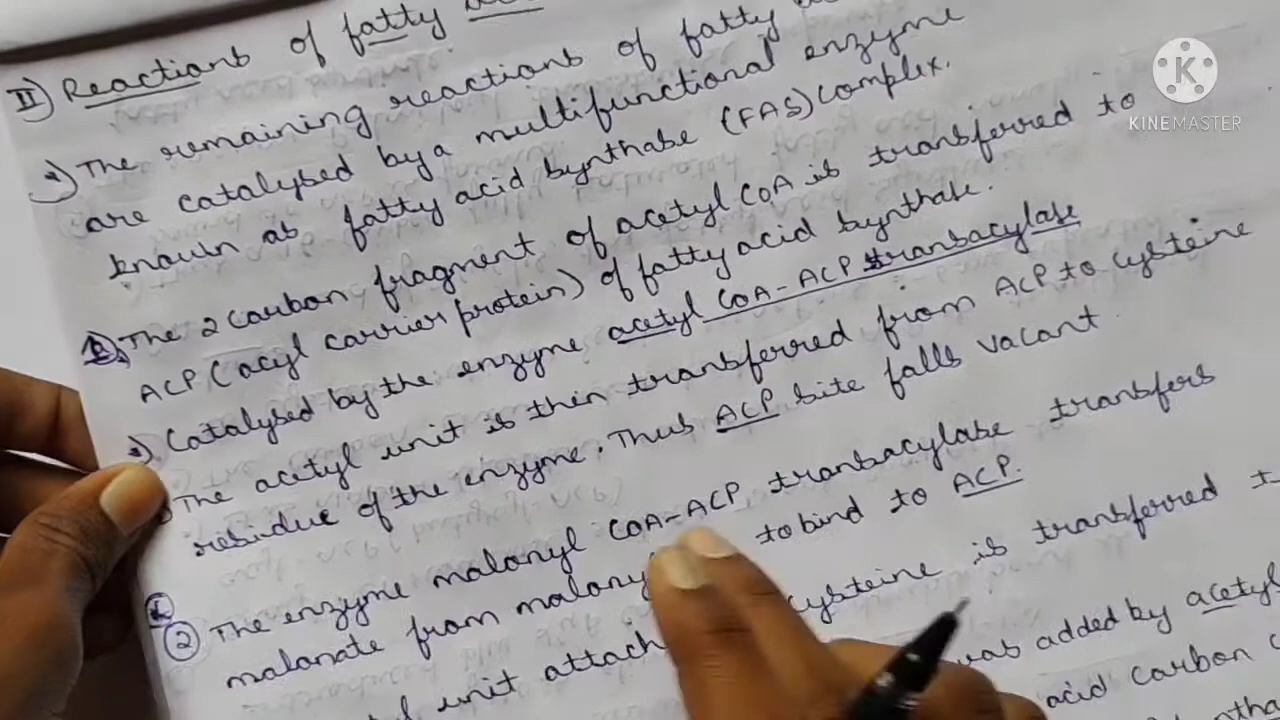 II) Reactions of fatty
The remaining reactions of fatty
are catalysed by a multifunctional enzyme
known as fatty acid synthase (FAS) complex.
The 2 carbon fragment of acetyl CoA is transferred to
ACP (acyl carrier protein) of fatty acid synthase.
Catalysed by the enzyme acetyl CoA-ACP transacylase
The acetyl unit is then transferred from ACP to cysteine
residue of the enzyme. Thus ACP site falls vacant
② The enzyme malonyl CoA-ACP transacylase transfers
malonate from malony to bind to ACP.
unit attach cysteine is transferred t
was added by acetyl
acid carbon
KINEMASTER